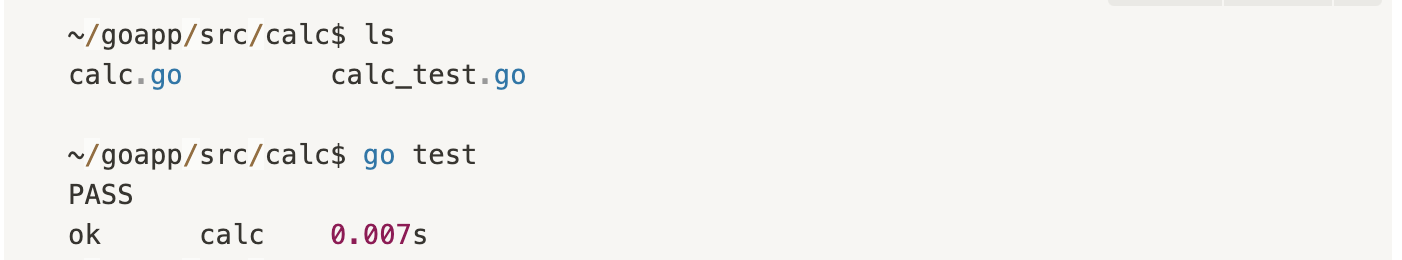 ~/goapp/src/calc$ ls
calc.go         calc_test.go
~/goapp/src/calc$ go test
PASS
ok      calc    0.007s